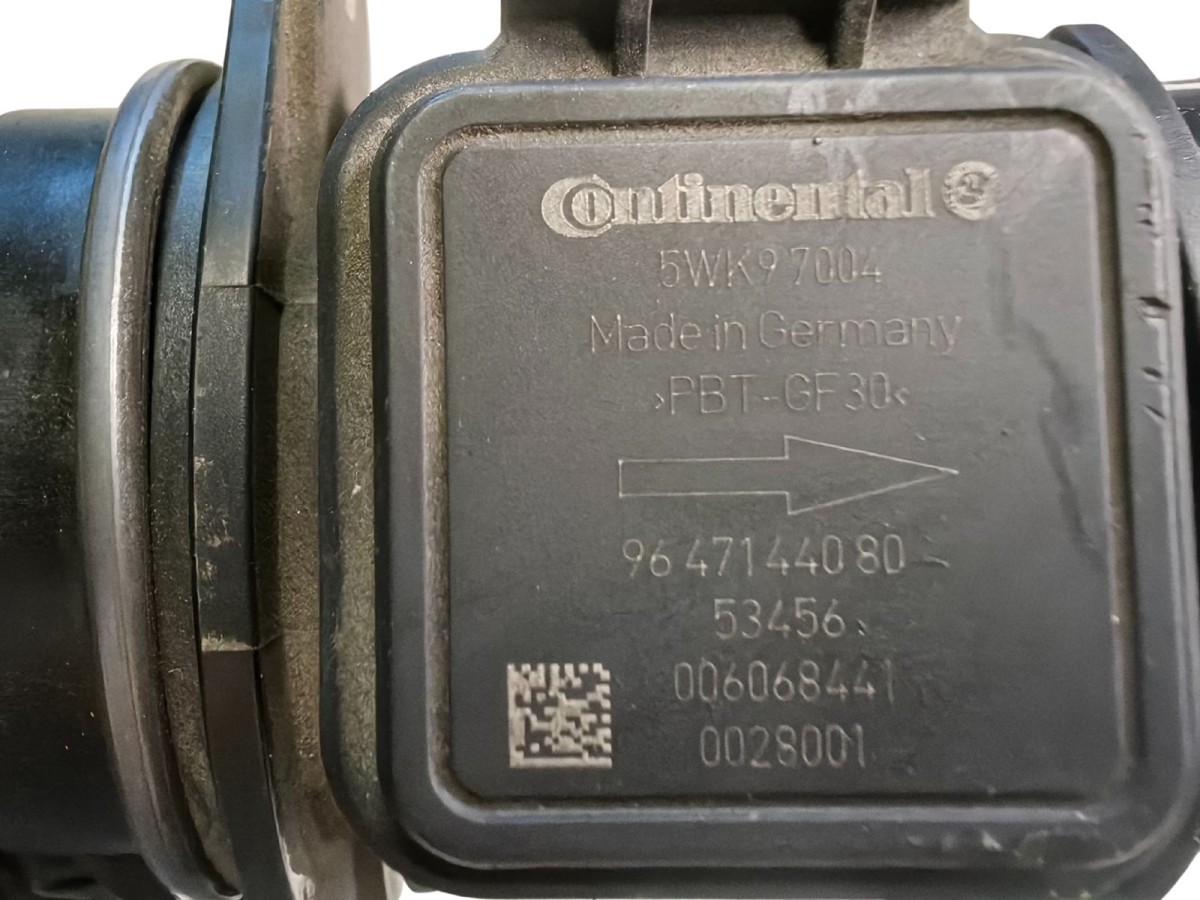 Continental
5WK9 7004
Made in Germany
>PBT-GF30<
96 471 440 80
53456
006068441
0028001